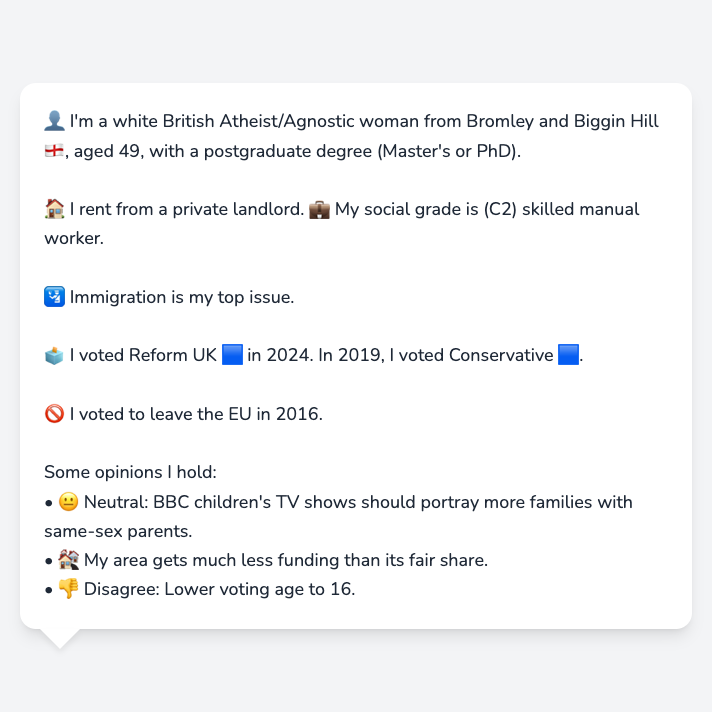 👤 I'm a white British Atheist/Agnostic woman from Bromley and Biggin Hill
🏴󠁧󠁢󠁥󠁮󠁧󠁿, aged 49, with a postgraduate degree (Master's or PhD).
🏠 I rent from a private landlord. 💼 My social grade is (C2) skilled manual
worker.
🛂 Immigration is my top issue.
🗳️ I voted Reform UK 🟦 in 2024. In 2019, I voted Conservative 🟦.
🚫 I voted to leave the EU in 2016.
Some opinions I hold:
• 😐 Neutral: BBC children's TV shows should portray more families with
same-sex parents.
• 🏚️ My area gets much less funding than its fair share.
• 👎 Disagree: Lower voting age to 16.